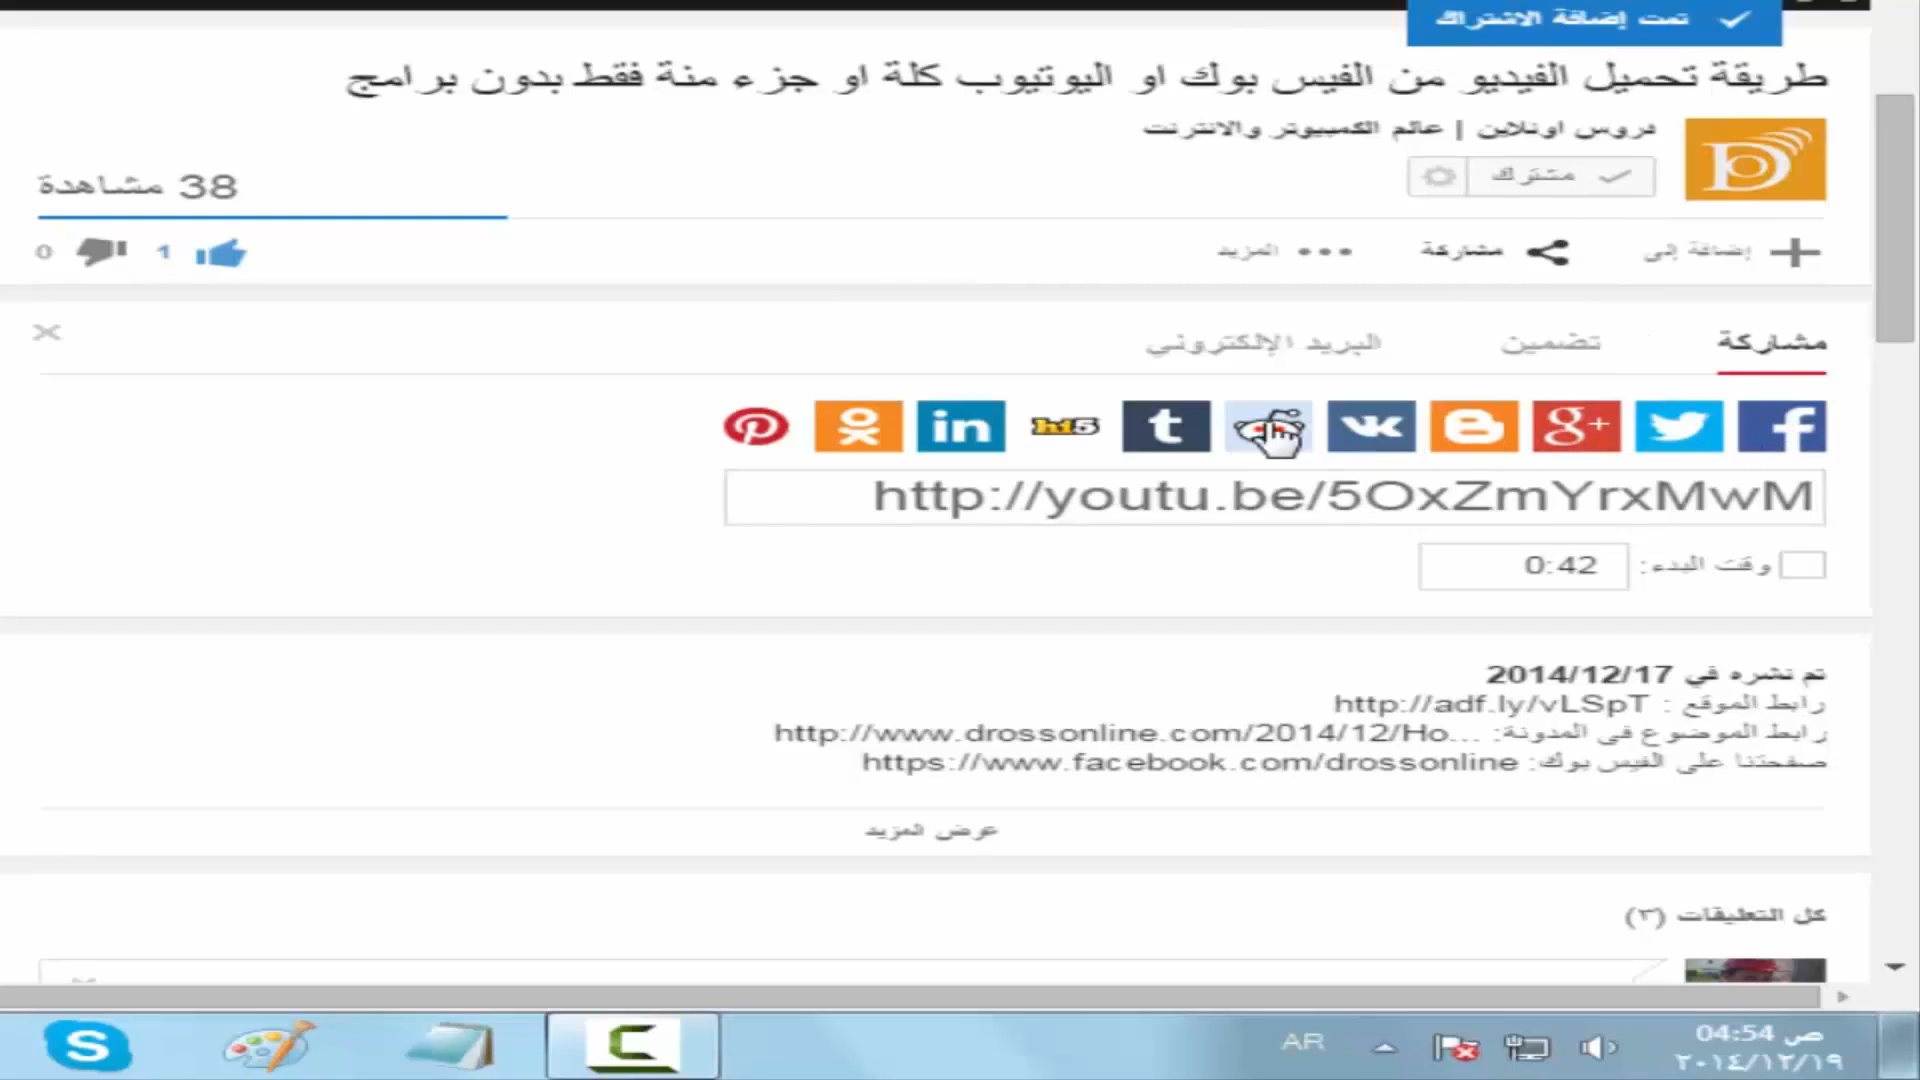 تمت إضافة الاشتراك
طريقة تحميل الفيديو من الفيس بوك او اليوتيوب كلة او جزء منة فقط بدون برامج
دروس اونلاين | عالم الكمبيوتر والانترنت
مشترك
38 مشاهدة
إضافة إلى
مشاركة
المزيد
1
0
مشاركة
تضمين
البريد الإلكتروني
http://youtu.be/5OxZmYrxMwM
وقت البدء: 0:42
تم نشره في 2014/12/17
رابط الموقع : http://adf.ly/vLSpT
رابط الموضوع فى المدونة: http://www.drossonline.com/2014/12/Ho...
صفحتنا على الفيس بوك: https://www.facebook.com/drossonline
عرض المزيد
كل التعليقات (٣)
AR
04:54 ص
٢٠١٤/١٢/١٩